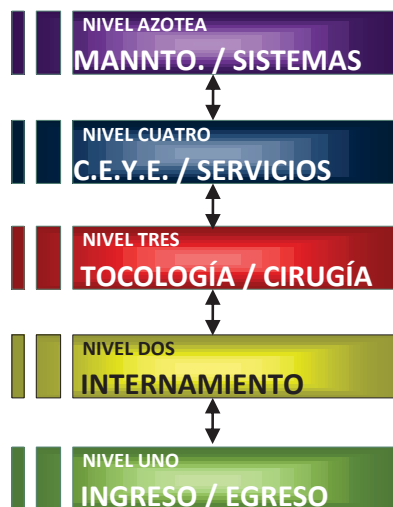 NIVEL AZOTEA
MANNTO. / SISTEMAS
NIVEL CUATRO
C.E.Y.E. / SERVICIOS
NIVEL TRES
TOCOLOGÍA / CIRUGÍA
NIVEL DOS
INTERNAMIENTO
NIVEL UNO
INGRESO / EGRESO